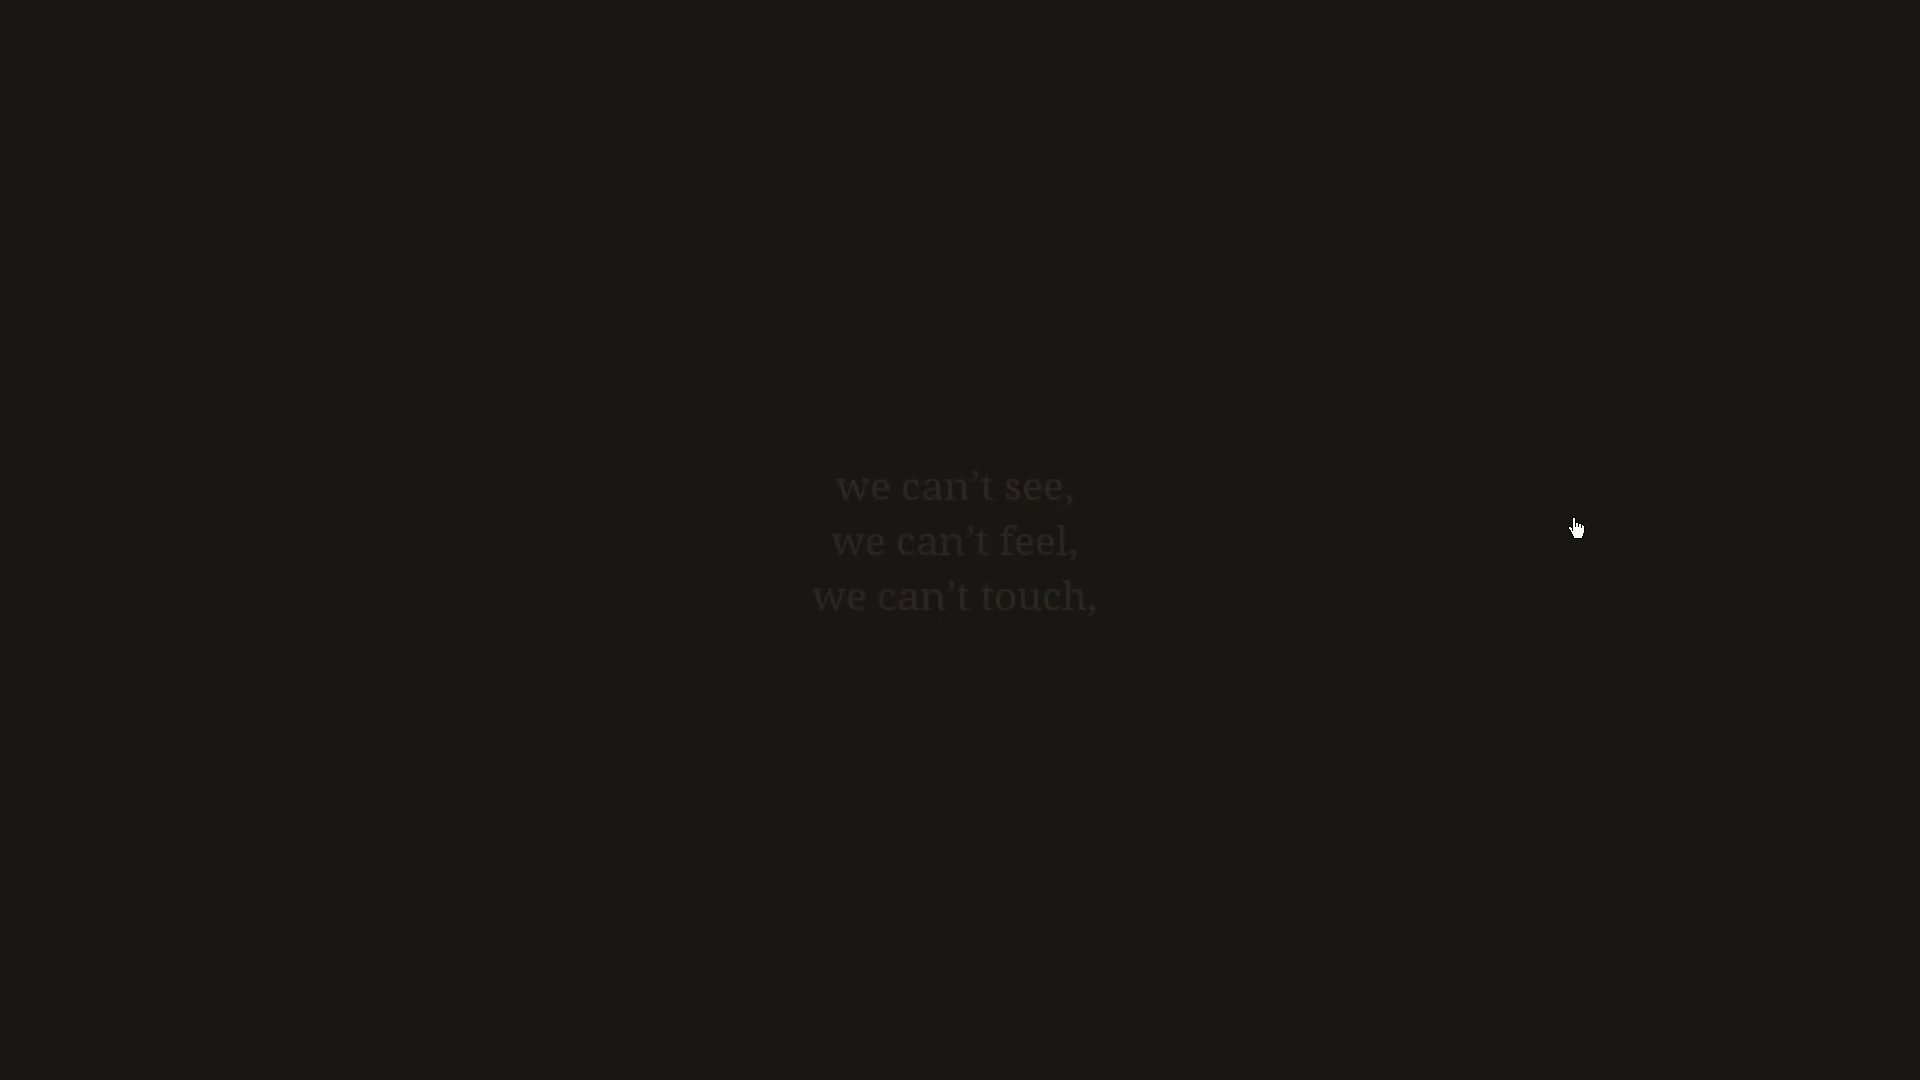 we can’t see,
we can’t feel,
we can’t touch,